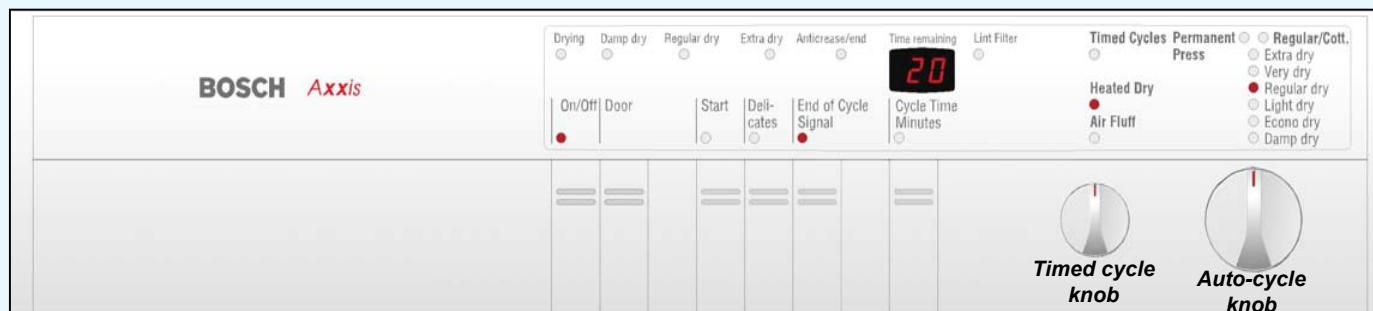 Drying Damp dry Regular dry Extra dry Anticrease/end Time remaining Lint Filter
20
BOSCH Axxis
On/Off Door Start Deli-
cates End of Cycle
Signal Cycle Time
Minutes
Timed Cycles
Heated Dry
Air Fluff
Permanent
Press
Regular/Cott.
Extra dry
Very dry
Regular dry
Light dry
Econo dry
Damp dry
Timed cycle
knob
Auto-cycle
knob